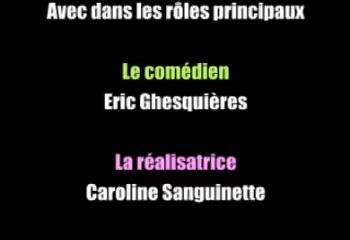 Avec dans les rôles principaux
Le comédien
Eric Ghesquières
La réalisatrice
Caroline Sanguinette